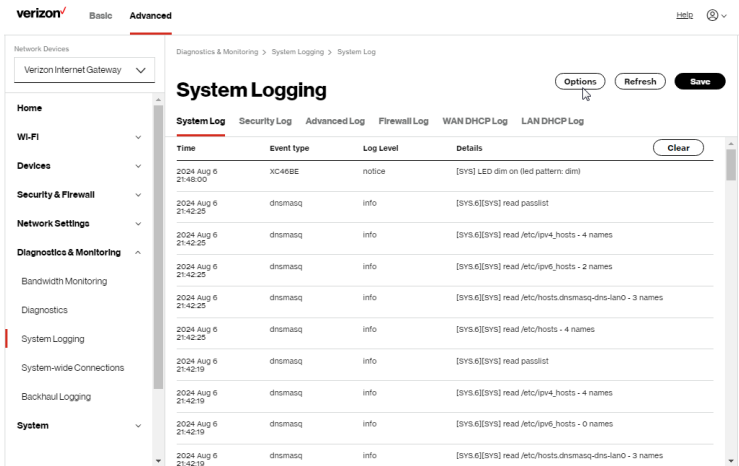 verizon✓ Basic Advanced Help
Network Devices
Verizon Internet Gateway
Home
Wi-Fi
Devices
Security & Firewall
Network Settings
Diagnostics & Monitoring
Bandwidth Monitoring
Diagnostics
System Logging
System-wide Connections
Backhaul Logging
System
Diagnostics & Monitoring > System Logging > System Log
System Logging
Options Refresh Save
System Log Security Log Advanced Log Firewall Log WAN DHCP Log LAN DHCP Log
Time Event type Log Level Details Clear
2024 Aug 6
21:48:00 XC46BE notice [SYS] LED dim on (led pattern: dim)
2024 Aug 6
21:42:25 dnsmasq info [SYS.6][SYS] read passlist
2024 Aug 6
21:42:25 dnsmasq info [SYS.6][SYS] read /etc/ipv4_hosts - 4 names
2024 Aug 6
21:42:25 dnsmasq info [SYS.6][SYS] read /etc/ipv6_hosts - 2 names
2024 Aug 6
21:42:25 dnsmasq info [SYS.6][SYS] read /etc/hosts.dnsmasq-dns-lan0 - 3 names
2024 Aug 6
21:42:25 dnsmasq info [SYS.6][SYS] read /etc/hosts - 4 names
2024 Aug 6
21:42:19 dnsmasq info [SYS.6][SYS] read passlist
2024 Aug 6
21:42:19 dnsmasq info [SYS.6][SYS] read /etc/ipv4_hosts - 4 names
2024 Aug 6
21:42:19 dnsmasq info [SYS.6][SYS] read /etc/ipv6_hosts - 0 names
2024 Aug 6
21:42:19 dnsmasq info [SYS.6][SYS] read /etc/hosts.dnsmasq-dns-lan0 - 3 names